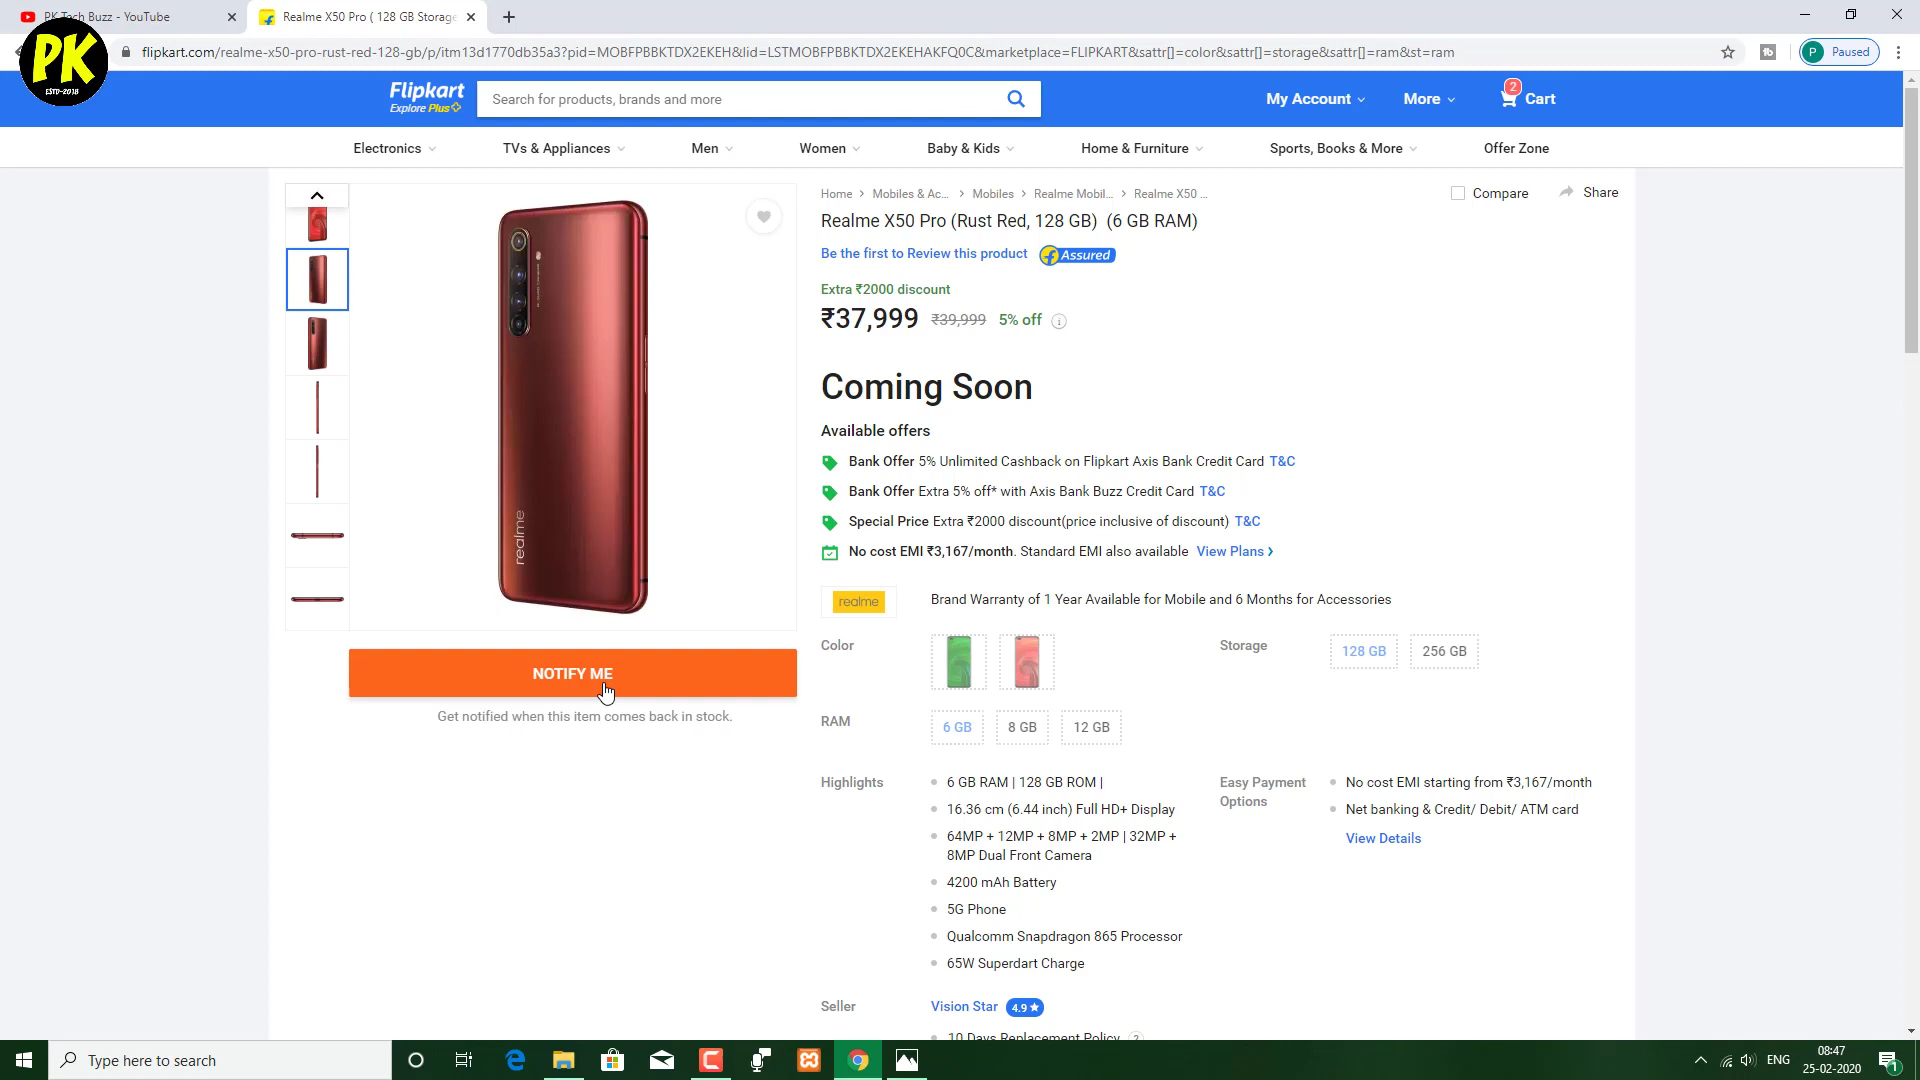 PK Tech Buzz - YouTube
Realme X50 Pro ( 128 GB Storage
PK
ESTD-2018
flipkart.com/realme-x50-pro-rust-red-128-gb/p/itm13d1770db35a3?pid=MOBFPBBKTDX2EKEH&lid=LSTMOBFPBBKTDX2EKEHAKFQ0C&marketplace=FLIPKART&sattr[]=color&sattr[]=storage&sattr[]=ram&st=ram
P Paused
Flipkart
Explore Plus
Search for products, brands and more
My Account
More
2
Cart
Electronics
TVs & Appliances
Men
Women
Baby & Kids
Home & Furniture
Sports, Books & More
Offer Zone
Home > Mobiles & Ac... > Mobiles > Realme Mobil... > Realme X50 ...
Compare
Share
Realme X50 Pro (Rust Red, 128 GB) (6 GB RAM)
Be the first to Review this product
Assured
Extra ₹2000 discount
₹37,999 ₹39,999 5% off
Coming Soon
Available offers
Bank Offer 5% Unlimited Cashback on Flipkart Axis Bank Credit Card T&C
Bank Offer Extra 5% off* with Axis Bank Buzz Credit Card T&C
Special Price Extra ₹2000 discount(price inclusive of discount) T&C
No cost EMI ₹3,167/month. Standard EMI also available View Plans >
realme
realme
Brand Warranty of 1 Year Available for Mobile and 6 Months for Accessories
Color
Storage
128 GB
256 GB
NOTIFY ME
Get notified when this item comes back in stock.
RAM
6 GB
8 GB
12 GB
Highlights
6 GB RAM | 128 GB ROM |
16.36 cm (6.44 inch) Full HD+ Display
64MP + 12MP + 8MP + 2MP | 32MP +
8MP Dual Front Camera
4200 mAh Battery
5G Phone
Qualcomm Snapdragon 865 Processor
65W Superdart Charge
Easy Payment
Options
No cost EMI starting from ₹3,167/month
Net banking & Credit/ Debit/ ATM card
View Details
Seller
Vision Star 4.9 ★
10 Days Replacement Policy ?
Type here to search
ENG
08:47
25-02-2020
1